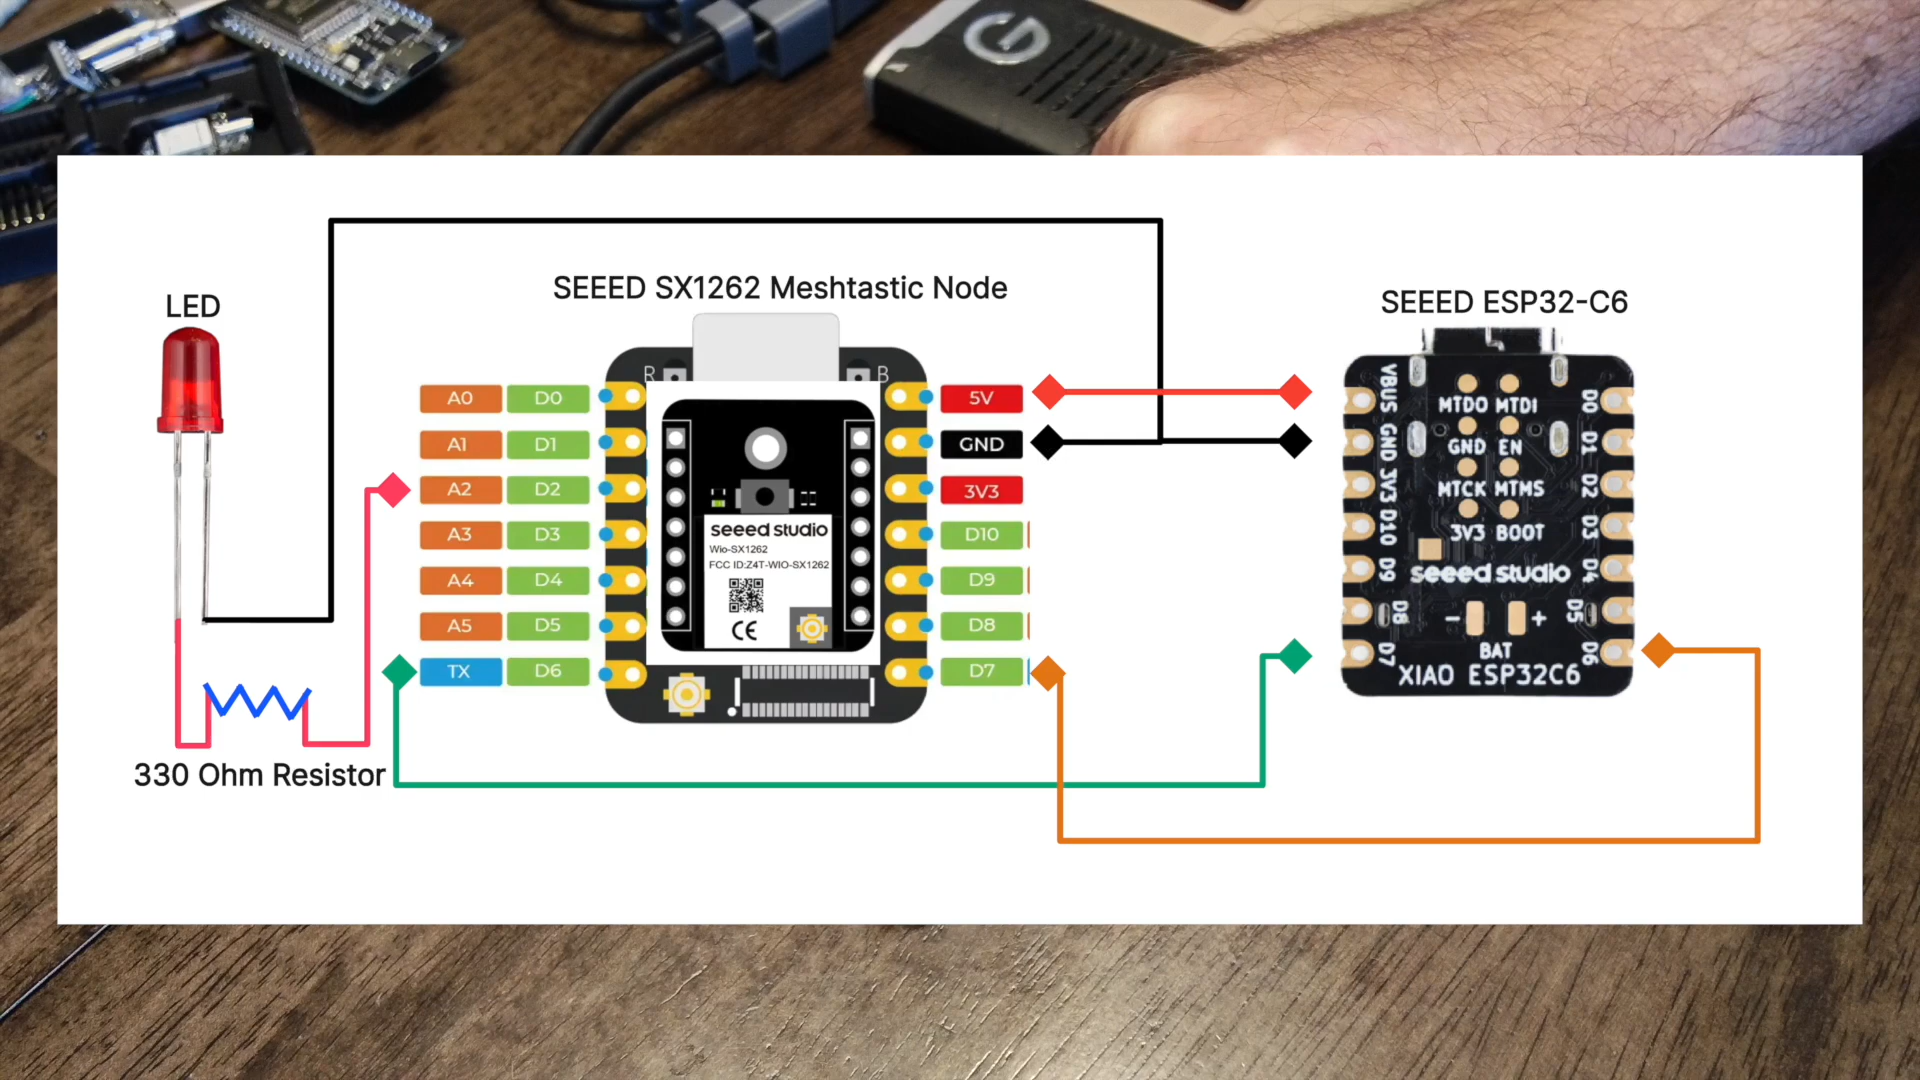 G
SEEED SX1262 Meshtastic Node
LED
SEEED ESP32-C6
R
B
A0 D0
A1 D1
A2 D2
A3 D3
A4 D4
A5 D5
TX D6
5V
GND
3V3
D10
D9
D8
D7
seeed studio
Wio-SX1262
FCC ID:Z4T-WIO-SX1262
CE
330 Ohm Resistor
VBUS
GND
3V3
D10
D9
D8
D7
MTDO MTDI
GND EN
MTCK MTMS
3V3 BOOT
seeed studio
- +
BAT
XIAO ESP32C6
D0
D1
D2
D3
D4
D5
D6